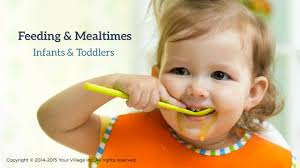 Feeding & Mealtimes
Infants & Toddlers
Copyright © 2014-2015 Your Village Inc. All rights reserved.